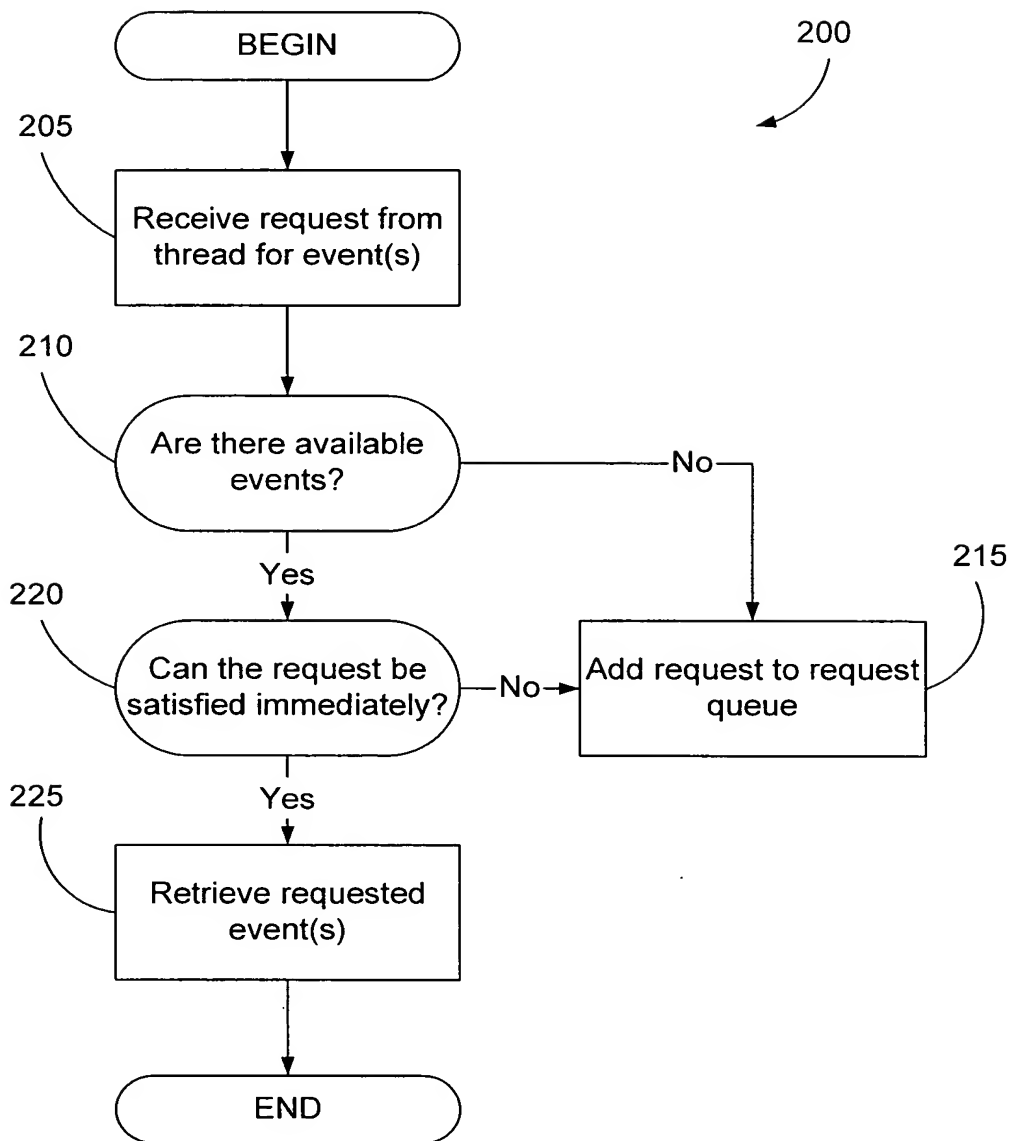 BEGIN
200
205
Receive request from
thread for event(s)
210
Are there available
events?
No
Yes
215
220
Can the request be
satisfied immediately?
No
Add request to request
queue
Yes
225
Retrieve requested
event(s)
END